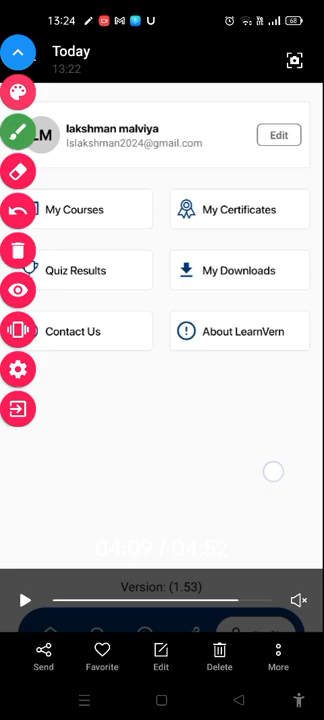 13:24
68
Today
13:22
LM
lakshman malviya
lslakshman2024@gmail.com
Edit
My Courses
My Certificates
Quiz Results
My Downloads
Contact Us
About LearnVern
04:09 / 04:52
Version: (1.53)
Send
Favorite
Edit
Delete
More